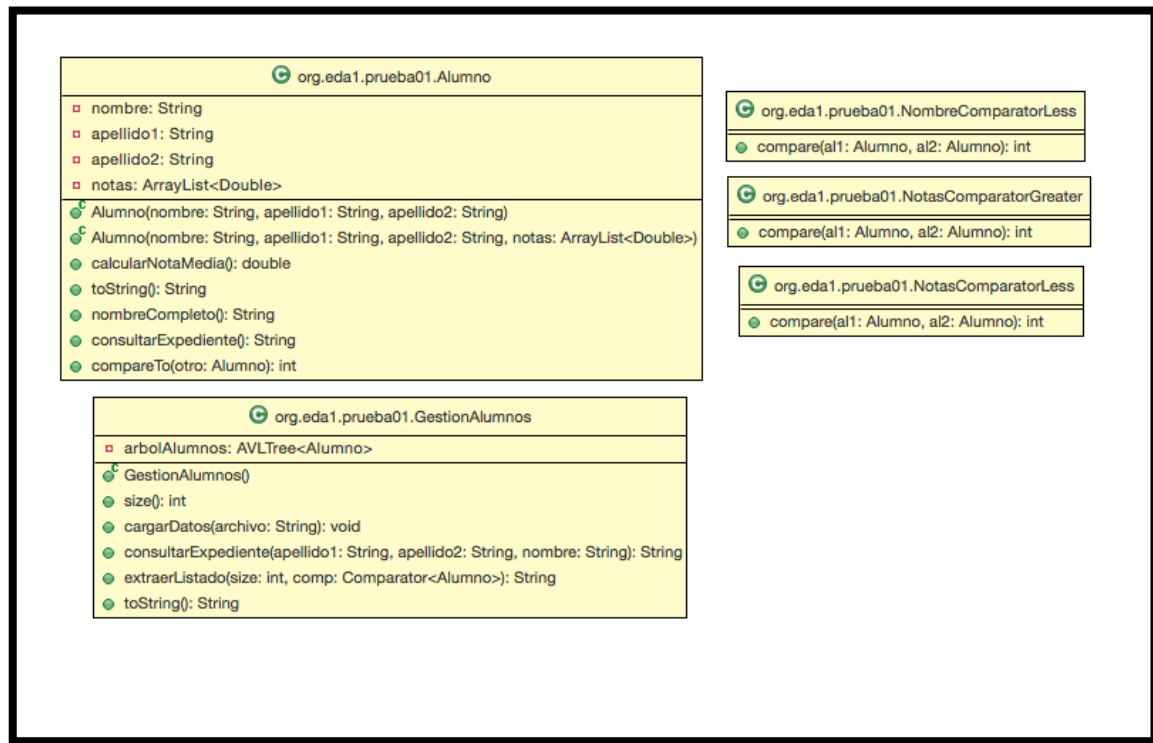 C org.eda1.prueba01.Alumno
nombre: String
apellido1: String
apellido2: String
notas: ArrayList<Double>
C Alumno(nombre: String, apellido1: String, apellido2: String)
C Alumno(nombre: String, apellido1: String, apellido2: String, notas: ArrayList<Double>)
calcularNotaMedia(): double
toString(): String
nombreCompleto(): String
consultarExpediente(): String
compareTo(otro: Alumno): int
C org.eda1.prueba01.NombreComparatorLess
compare(al1: Alumno, al2: Alumno): int
C org.eda1.prueba01.NotasComparatorGreater
compare(al1: Alumno, al2: Alumno): int
C org.eda1.prueba01.NotasComparatorLess
compare(al1: Alumno, al2: Alumno): int
C org.eda1.prueba01.GestionAlumnos
arbolAlumnos: AVLTree<Alumno>
C GestionAlumnos()
size(): int
cargarDatos(archivo: String): void
consultarExpediente(apellido1: String, apellido2: String, nombre: String): String
extraerListado(size: int, comp: Comparator<Alumno>): String
toString(): String